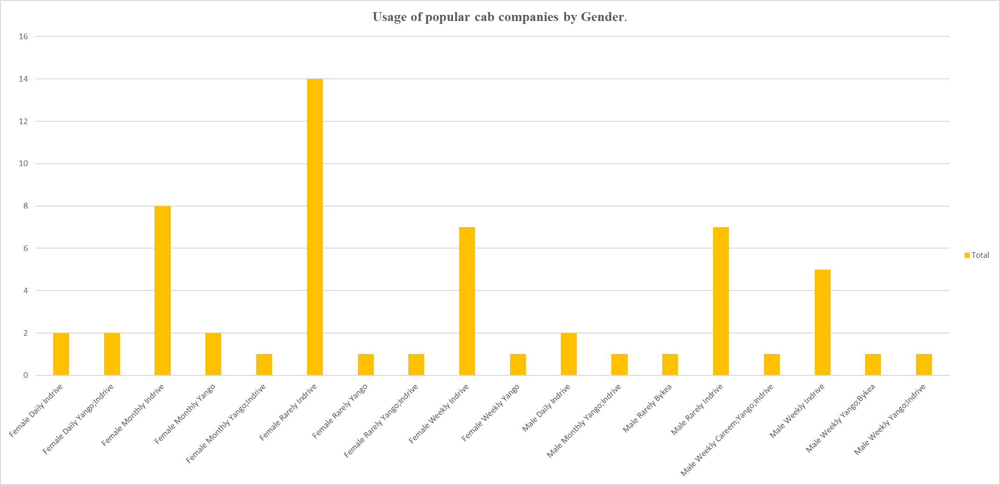 Usage of popular cab companies by Gender.
16
14
12
10
8
6
4
2
0
Total
Female Daily Indrive
Female Daily Yango;Indrive
Female Monthly Indrive
Female Monthly Yango
Female Monthly Yango;Indrive
Female Rarely Indrive
Female Rarely Yango
Female Rarely Yango;Indrive
Female Weekly Indrive
Female Weekly Yango
Male Daily Indrive
Male Monthly Yango;Indrive
Male Rarely Bykea
Male Rarely Indrive
Male Weekly Careem;Yango;Indrive
Male Weekly Indrive
Male Weekly Yango;Bykea
Male Weekly Yango;Indrive